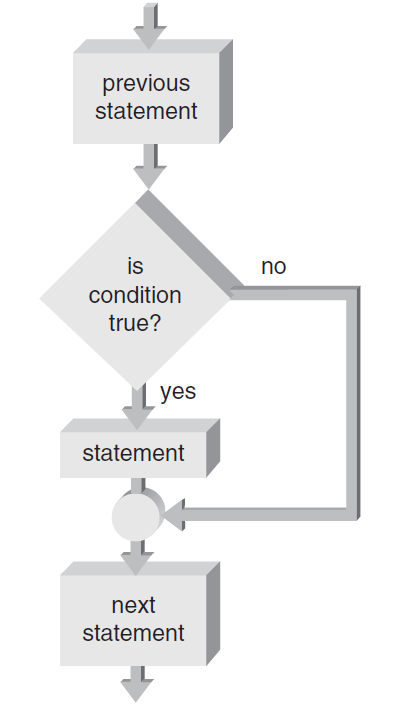 previous
statement
is
condition
true?
no
yes
statement
next
statement